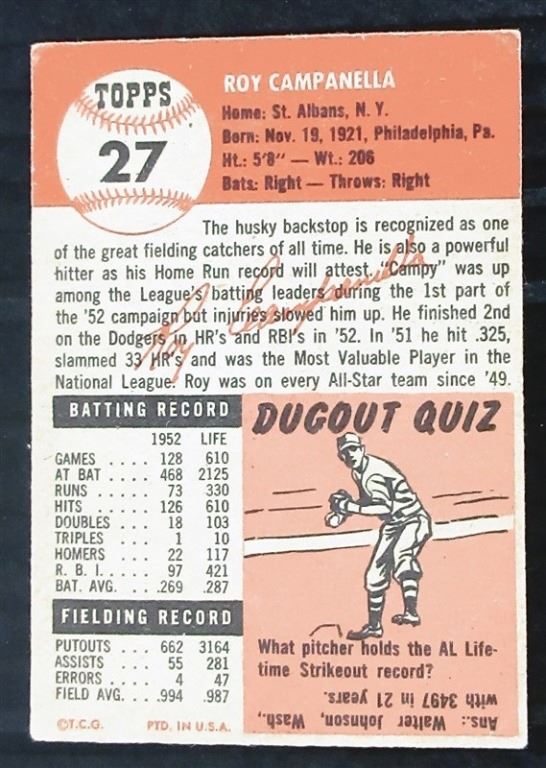 TOPPS
27
ROY CAMPANELLA
Home: St. Albans, N. Y.
Born: Nov. 19, 1921, Philadelphia, Pa.
Ht.: 5'8" — Wt.: 206
Bats: Right — Throws: Right
The husky backstop is recognized as one
of the great fielding catchers of all time. He is also a powerful
hitter as his Home Run record will attest. "Campy" was up
among the League's batting leaders during the 1st part of
the '52 campaign but injuries slowed him up. He finished 2nd
on the Dodgers in HR's and RBI's in '52. In '51 he hit .325,
slammed 33 HR's and was the Most Valuable Player in the
National League. Roy was on every All-Star team since '49.
Roy Campanella
BATTING RECORD
1952 LIFE
GAMES .... 128 610
AT BAT .... 468 2125
RUNS .... 73 330
HITS .... 126 610
DOUBLES ... 18 103
TRIPLES ... 1 10
HOMERS ... 22 117
R. B. I. .... 97 421
BAT. AVG. .. .269 .287
FIELDING RECORD
PUTOUTS ... 662 3164
ASSISTS ... 55 281
ERRORS .... 4 47
FIELD AVG. .. .994 .987
©T.C.G. PTD. IN U.S.A.
DUGOUT QUIZ
What pitcher holds the AL Life-
time Strikeout record?
Ans.: Walter Johnson, Wash.,
with 3497 in 21 years.